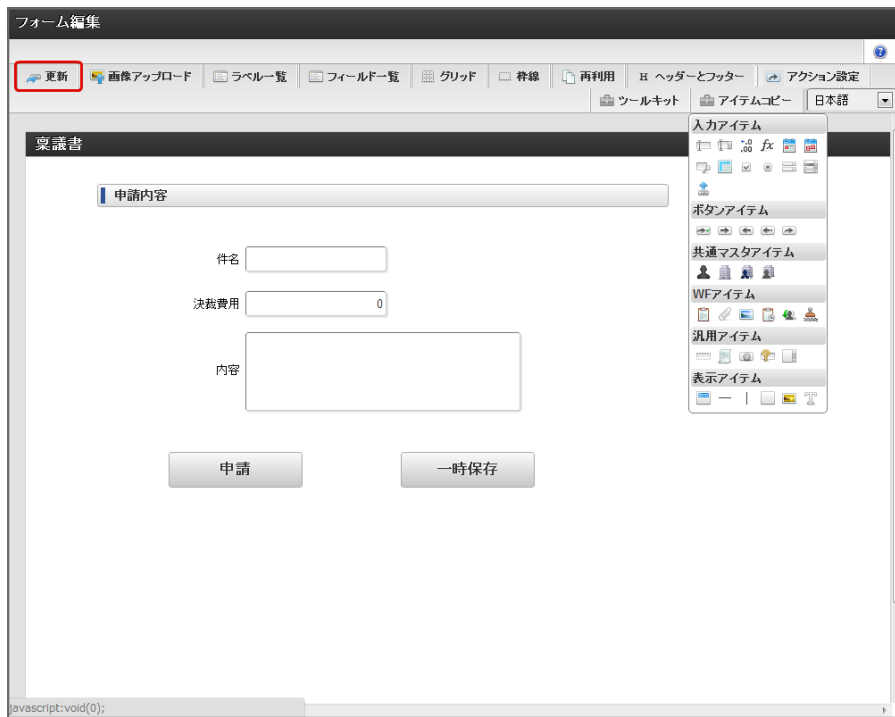 フォーム編集
更新 画像アップロード ラベル一覧 フィールド一覧 グリッド 枠線 再利用 H ヘッダーとフッター アクション設定
ツールキット アイテムコピー 日本語
入力アイテム
稟議書
申請内容
ボタンアイテム
共通マスタアイテム
件名
WFアイテム
決裁費用 0
汎用アイテム
内容
表示アイテム
申請 一時保存
javascript:void(0);